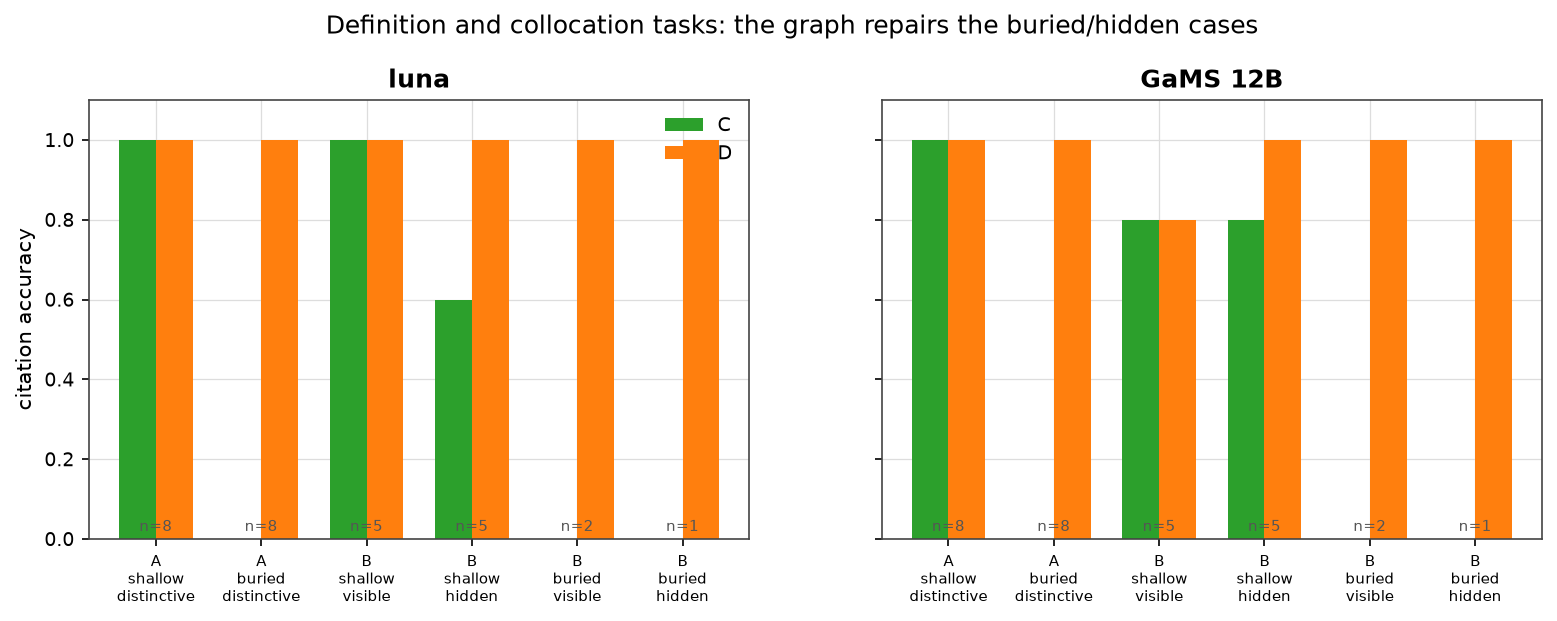 Definition and collocation tasks: the graph repairs the buried/hidden cases
luna
GaMS 12B
C
D
citation accuracy
1.0
0.8
0.6
0.4
0.2
0.0
n=8
n=8
n=5
n=5
n=2
n=1
n=8
n=8
n=5
n=5
n=2
n=1
A
shallow
distinctive
A
buried
distinctive
B
shallow
visible
B
shallow
hidden
B
buried
visible
B
buried
hidden
A
shallow
distinctive
A
buried
distinctive
B
shallow
visible
B
shallow
hidden
B
buried
visible
B
buried
hidden